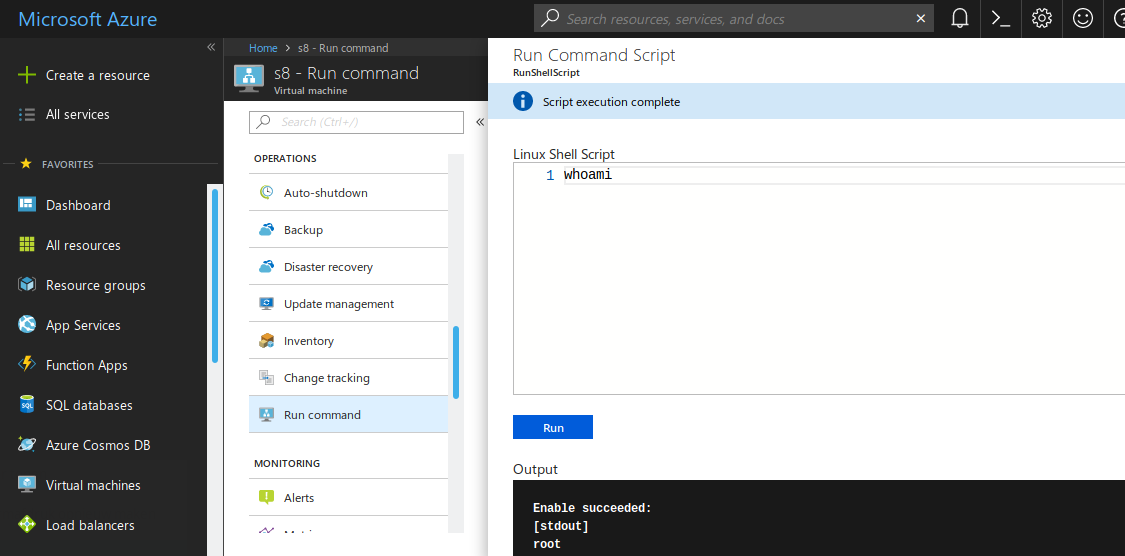 Microsoft Azure
Search resources, services, and docs
Create a resource
All services
FAVORITES
Dashboard
All resources
Resource groups
App Services
Function Apps
SQL databases
Azure Cosmos DB
Virtual machines
Load balancers
Home > s8 - Run command
s8 - Run command
Virtual machine
Search (Ctrl+/)
OPERATIONS
Auto-shutdown
Backup
Disaster recovery
Update management
Inventory
Change tracking
Run command
MONITORING
Alerts
Run Command Script
RunShellScript
Script execution complete
Linux Shell Script
1 whoami
Run
Output
Enable succeeded:
[stdout]
root